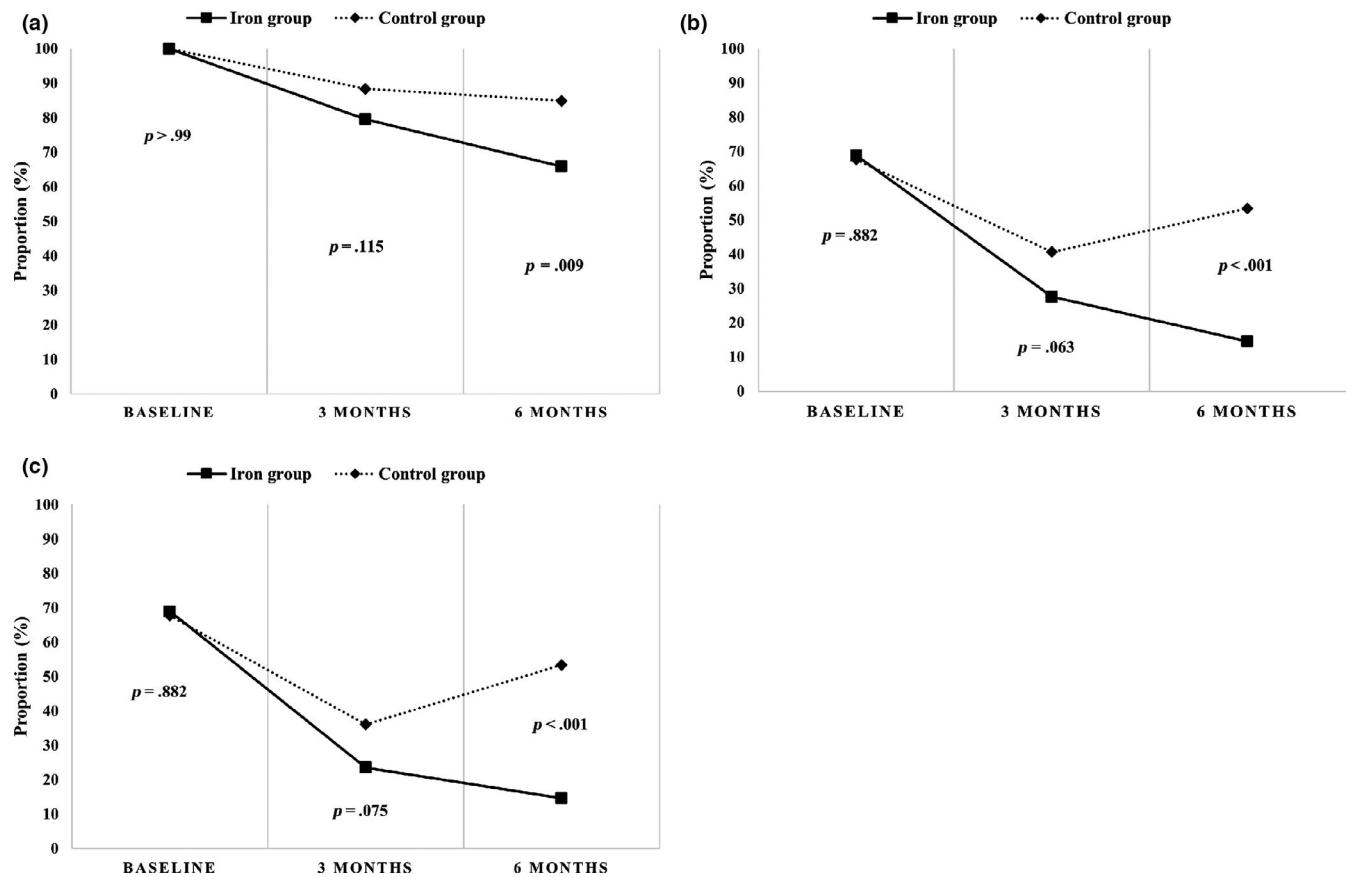 (a)
Iron group Control group
Proportion (%)
100
90
80
70
60
50
40
30
20
10
0
p > .99
p = .115
p = .009
BASELINE 3 MONTHS 6 MONTHS
(b)
Iron group Control group
Proportion (%)
100
90
80
70
60
50
40
30
20
10
0
p = .882
p = .063
p < .001
BASELINE 3 MONTHS 6 MONTHS
(c)
Iron group Control group
Proportion (%)
100
90
80
70
60
50
40
30
20
10
0
p = .882
p = .075
p < .001
BASELINE 3 MONTHS 6 MONTHS